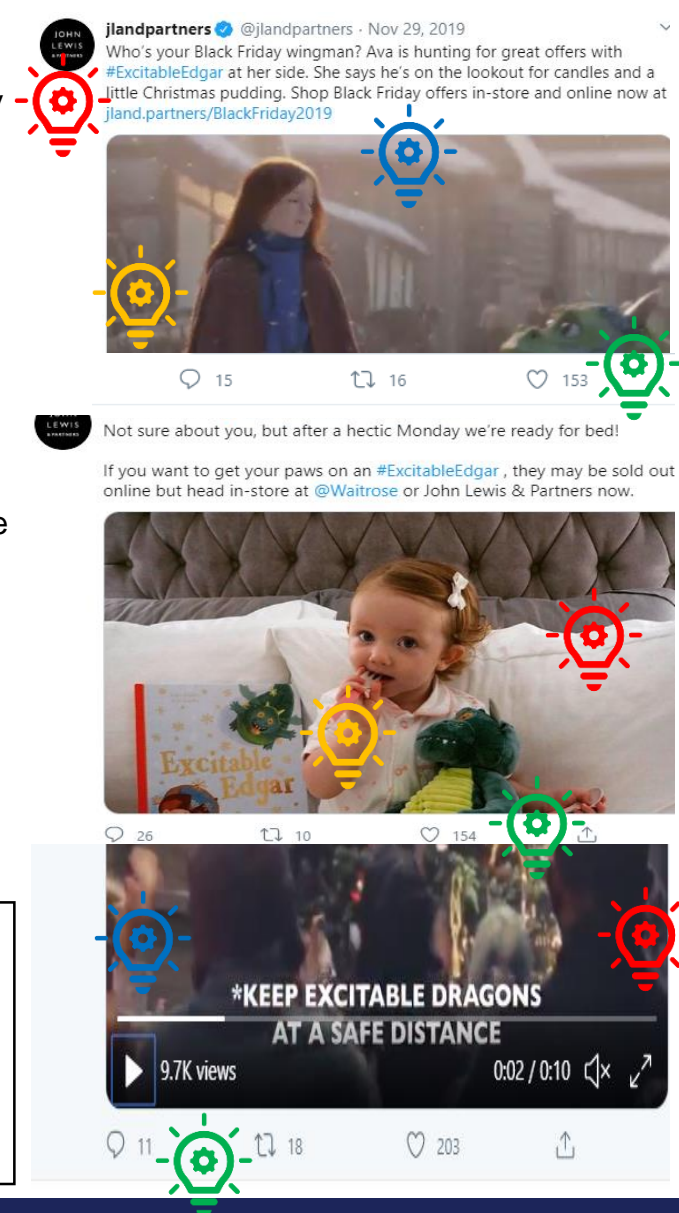 JOHN
LEWIS
jlandpartners @jlandpartners · Nov 29, 2019
Who's your Black Friday wingman? Ava is hunting for great offers with
#ExcitableEdgar at her side. She says he's on the lookout for candles and a
little Christmas pudding. Shop Black Friday offers in-store and online now at
jland.partners/BlackFriday2019
15 16 153
LEWIS
& PARTNERS
Not sure about you, but after a hectic Monday we're ready for bed!
If you want to get your paws on an #ExcitableEdgar , they may be sold out
online but head in-store at @Waitrose or John Lewis & Partners now.
e
Excitable
Edgar
26 10 154
*KEEP EXCITABLE DRAGONS
AT A SAFE DISTANCE
9.7K views 0:02 / 0:10
11 18 203